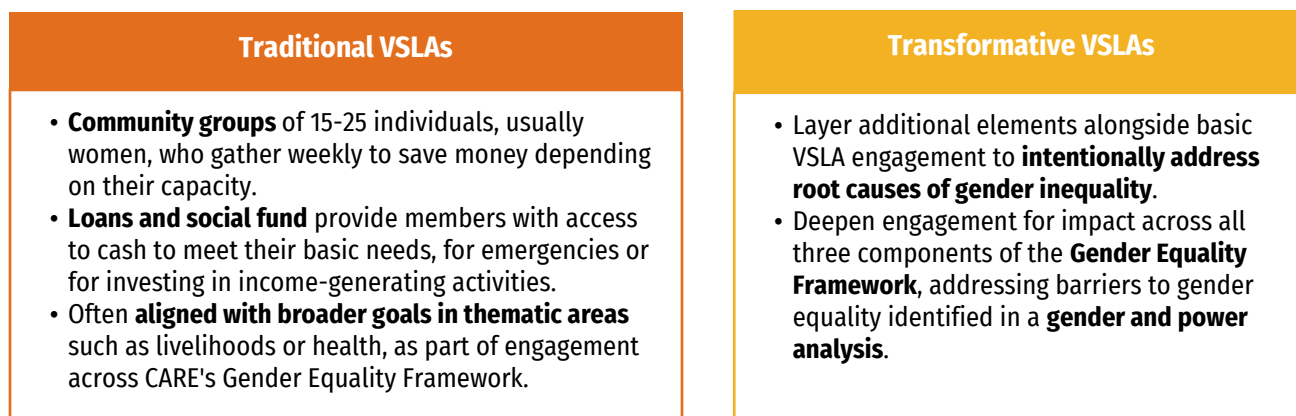 Traditional VSLAs
• Community groups of 15-25 individuals, usually
women, who gather weekly to save money depending
on their capacity.
• Loans and social fund provide members with access
to cash to meet their basic needs, for emergencies or
for investing in income-generating activities.
• Often aligned with broader goals in thematic areas
such as livelihoods or health, as part of engagement
across CARE's Gender Equality Framework.
Transformative VSLAs
• Layer additional elements alongside basic
VSLA engagement to intentionally address
root causes of gender inequality.
• Deepen engagement for impact across all
three components of the Gender Equality
Framework, addressing barriers to gender
equality identified in a gender and power
analysis.